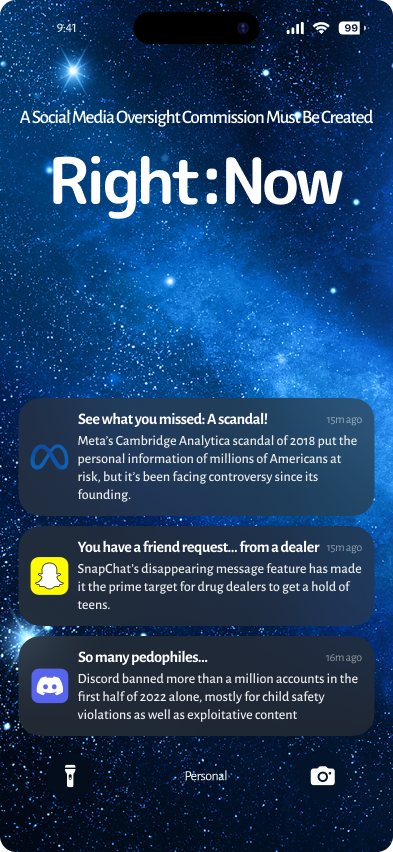 9:41
99
A Social Media Oversight Commission Must Be Created
Right:Now
See what you missed: A scandal!
15m ago
Meta's Cambridge Analytica scandal of 2018 put the
personal information of millions of Americans at
risk, but it's been facing controversy since its
founding.
You have a friend request... from a dealer
15m ago
SnapChat's disappearing message feature has made
it the prime target for drug dealers to get a hold of
teens.
So many pedophiles...
16m ago
Discord banned more than a million accounts in the
first half of 2022 alone, mostly for child safety
violations as well as exploitative content
Personal